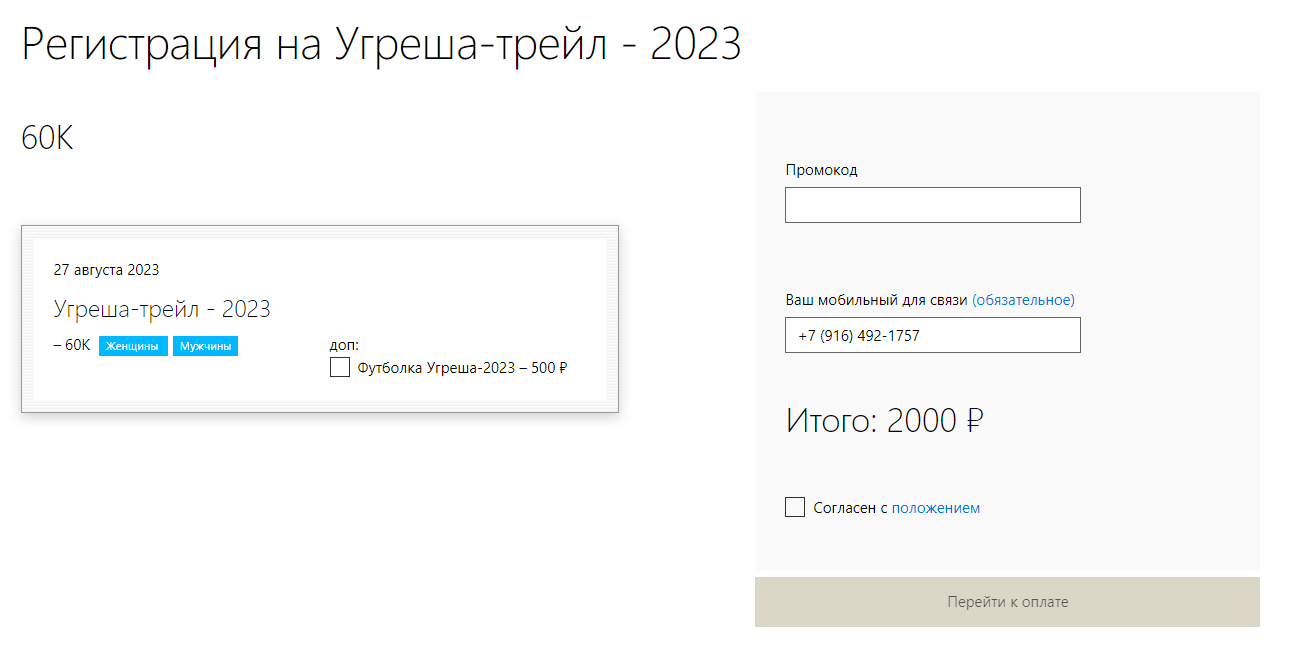 Регистрация на Угреша-трейл - 2023
60K
27 августа 2023
Угреша-трейл - 2023
– 60K Женщины Мужчины
доп:
Футболка Угреша-2023 – 500 ₽
Промокод
Ваш мобильный для связи (обязательное)
+7 (916) 492-1757
Итого: 2000 ₽
Согласен с положением
Перейти к оплате